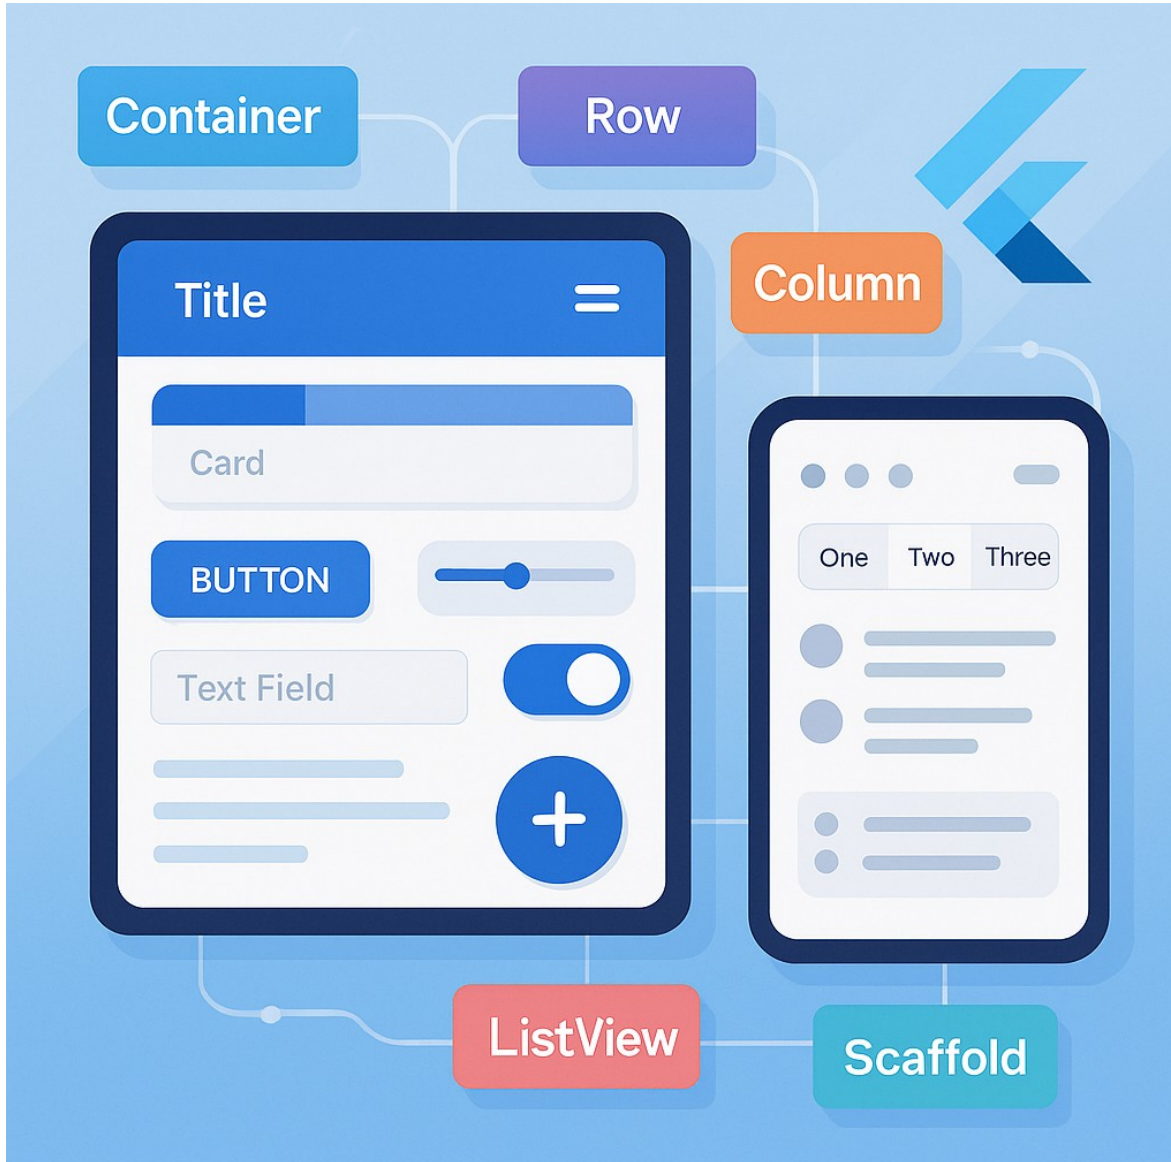 Container
Row
Column
Title
Card
BUTTON
Text Field
One Two Three
ListView
Scaffold